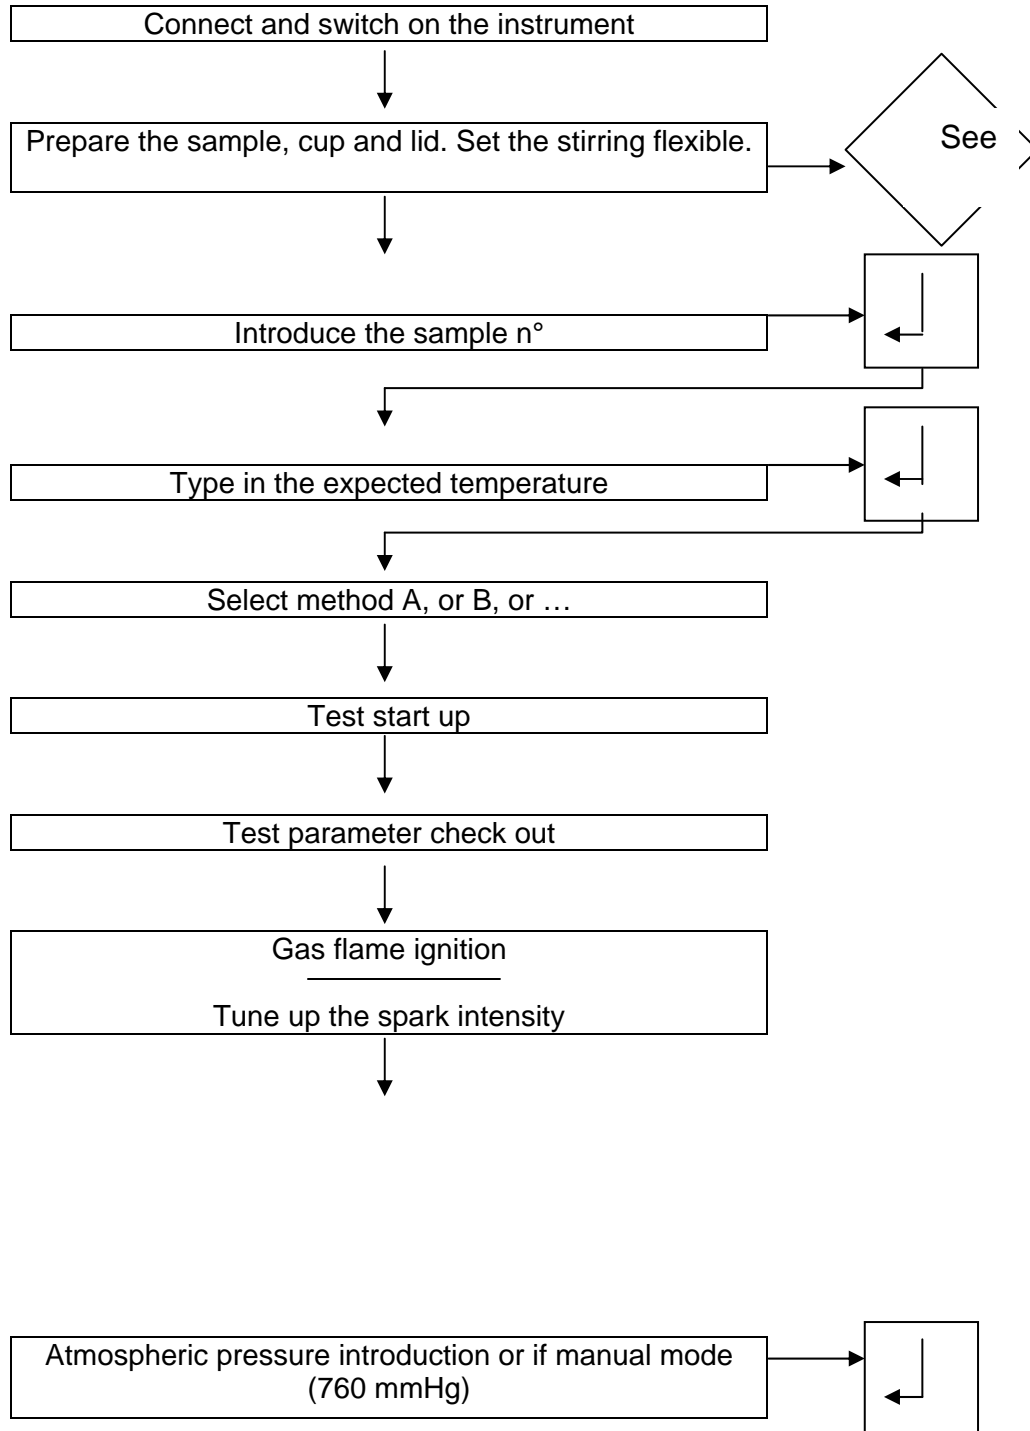 Connect and switch on the instrument
Prepare the sample, cup and lid. Set the stirring flexible.
See
Introduce the sample n°
Type in the expected temperature
Select method A, or B, or …
Test start up
Test parameter check out
Gas flame ignition
Tune up the spark intensity
Atmospheric pressure introduction or if manual mode
(760 mmHg)